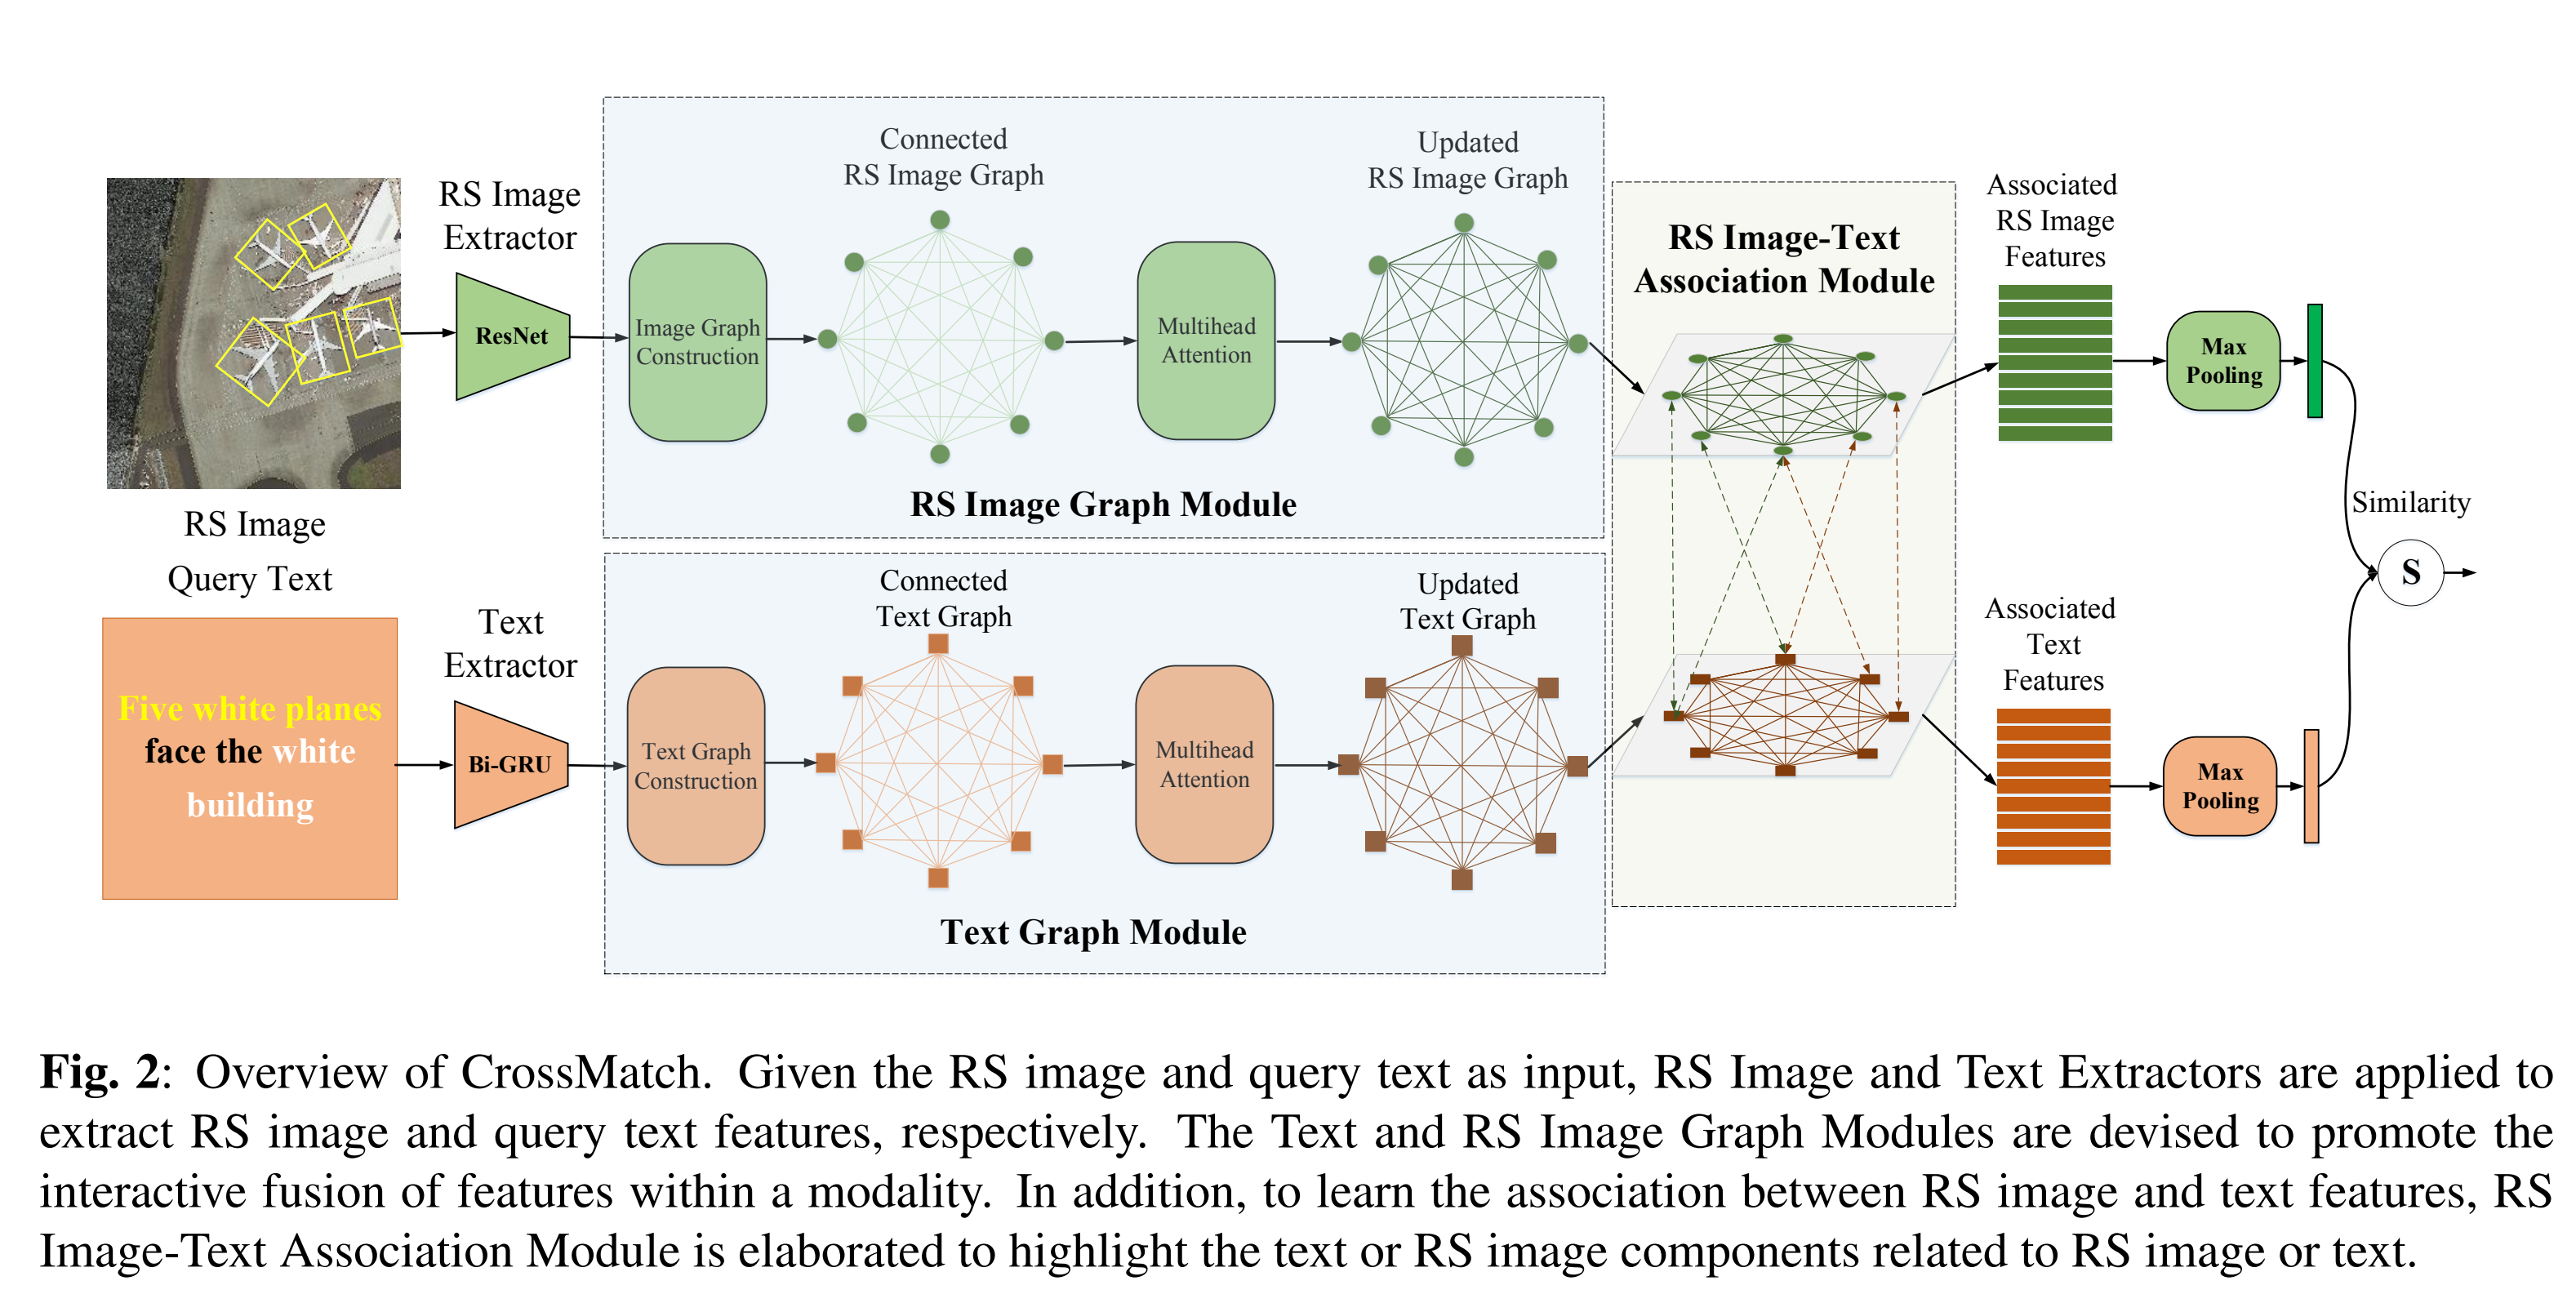 Connected
RS Image Graph
Updated
RS Image Graph
RS Image
Extractor
ResNet
Image Graph
Construction
Multihead
Attention
RS Image Graph Module
RS Image-Text
Association Module
Associated
RS Image
Features
Max
Pooling
RS Image
Query Text
Similarity
S
Five white planes
face the white
building
Text
Extractor
Bi-GRU
Connected
Text Graph
Updated
Text Graph
Text Graph
Construction
Multihead
Attention
Text Graph Module
Associated
Text
Features
Max
Pooling
Fig. 2: Overview of CrossMatch. Given the RS image and query text as input, RS Image and Text Extractors are applied to
extract RS image and query text features, respectively. The Text and RS Image Graph Modules are devised to promote the
interactive fusion of features within a modality. In addition, to learn the association between RS image and text features, RS
Image-Text Association Module is elaborated to highlight the text or RS image components related to RS image or text.